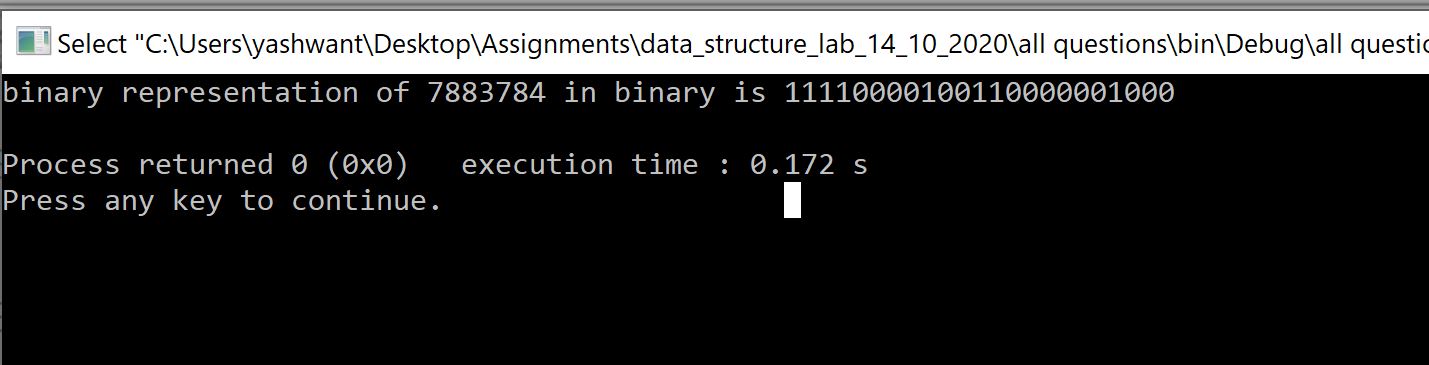 Select "C:\Users\yashwant\Desktop\Assignments\data_structure_lab_14_10_2020\all questions\bin\Debug\all questio
binary representation of 7883784 in binary is 11110000100110000001000
Process returned 0 (0x0)   execution time : 0.172 s
Press any key to continue.